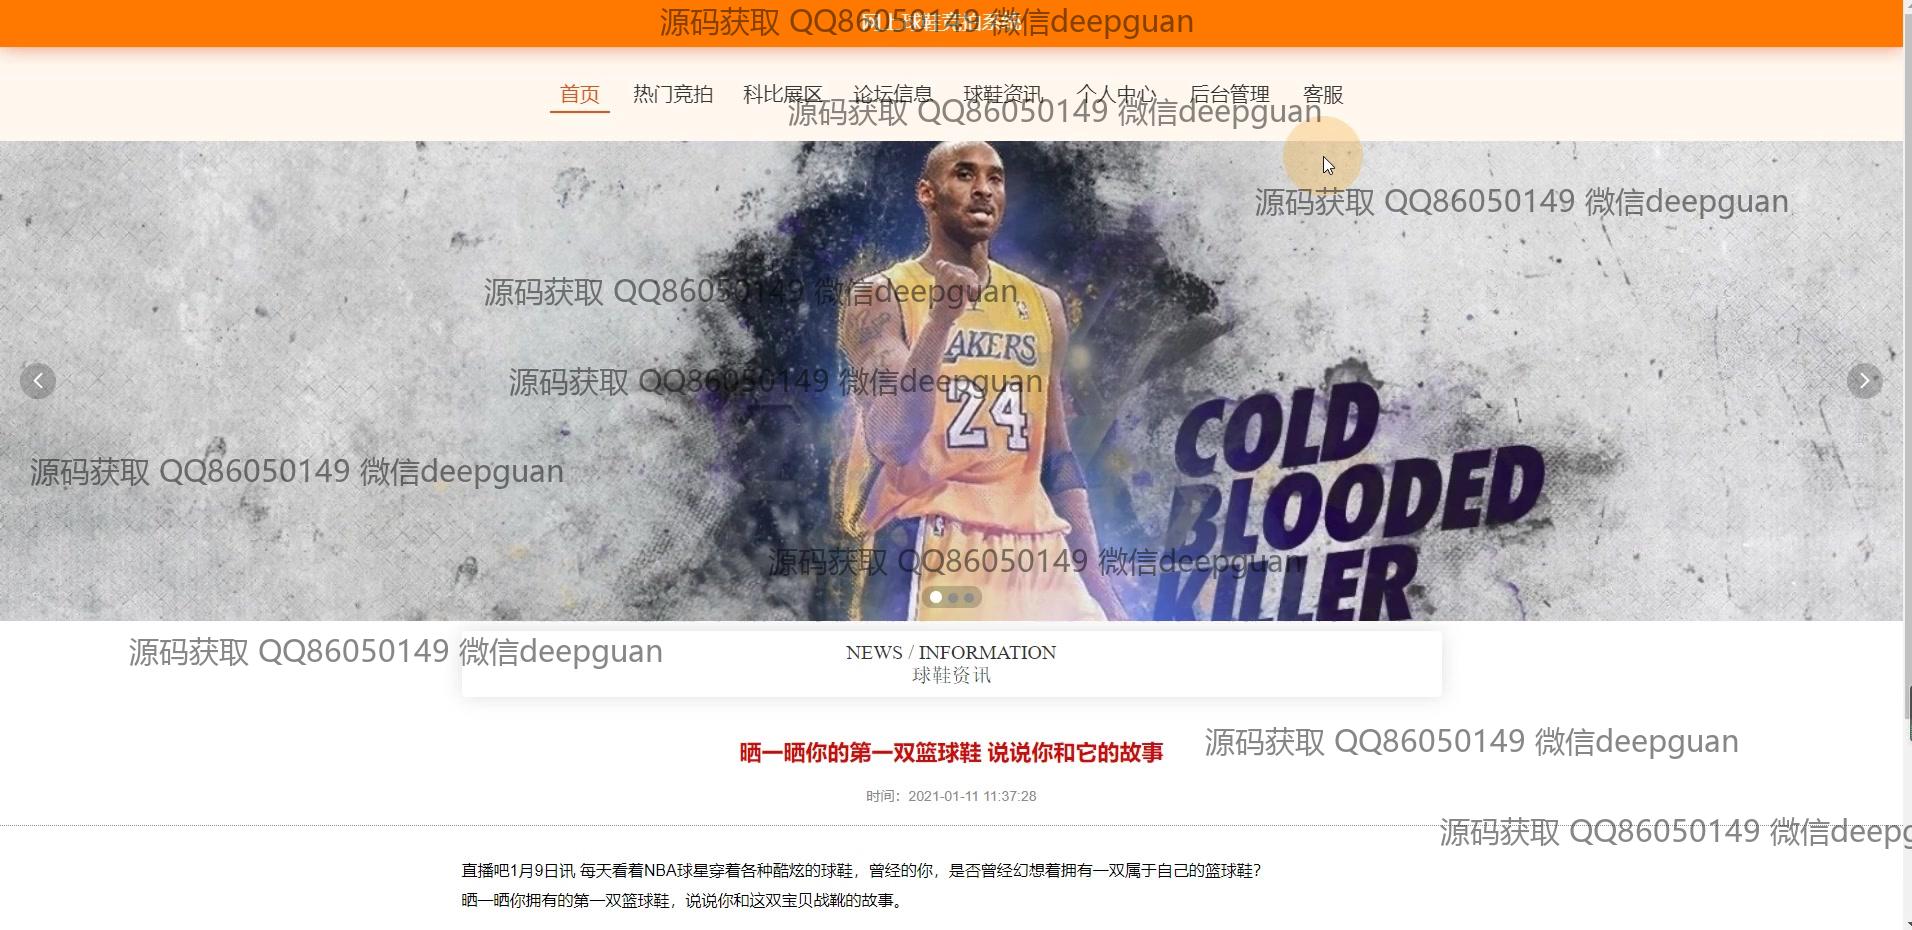 网上球鞋竞拍系统
源码获取 QQ86050149 微信deepguan
首页 热门竞拍 科比展区 论坛信息 球鞋资讯 个人中心 后台管理 客服
源码获取 QQ86050149 微信deepguan
源码获取 QQ86050149 微信deepguan
源码获取 QQ86050149 微信deepguan
LAKERS
源码获取 QQ86050149 微信deepguan
24
COLD
BLOODED
KILLER
源码获取 QQ86050149 微信deepguan
源码获取 QQ86050149 微信deepguan
源码获取 QQ86050149 微信deepguan
NEWS / INFORMATION
球鞋资讯
源码获取 QQ86050149 微信deepguan
晒一晒你的第一双篮球鞋 说说你和它的故事
时间：2021-01-11 11:37:28
源码获取 QQ86050149 微信deepg
直播吧1月9日讯 每天看着NBA球星穿着各种酷炫的球鞋，曾经的你，是否曾经幻想着拥有一双属于自己的篮球鞋？
晒一晒你拥有的第一双篮球鞋，说说你和这双宝贝战靴的故事。